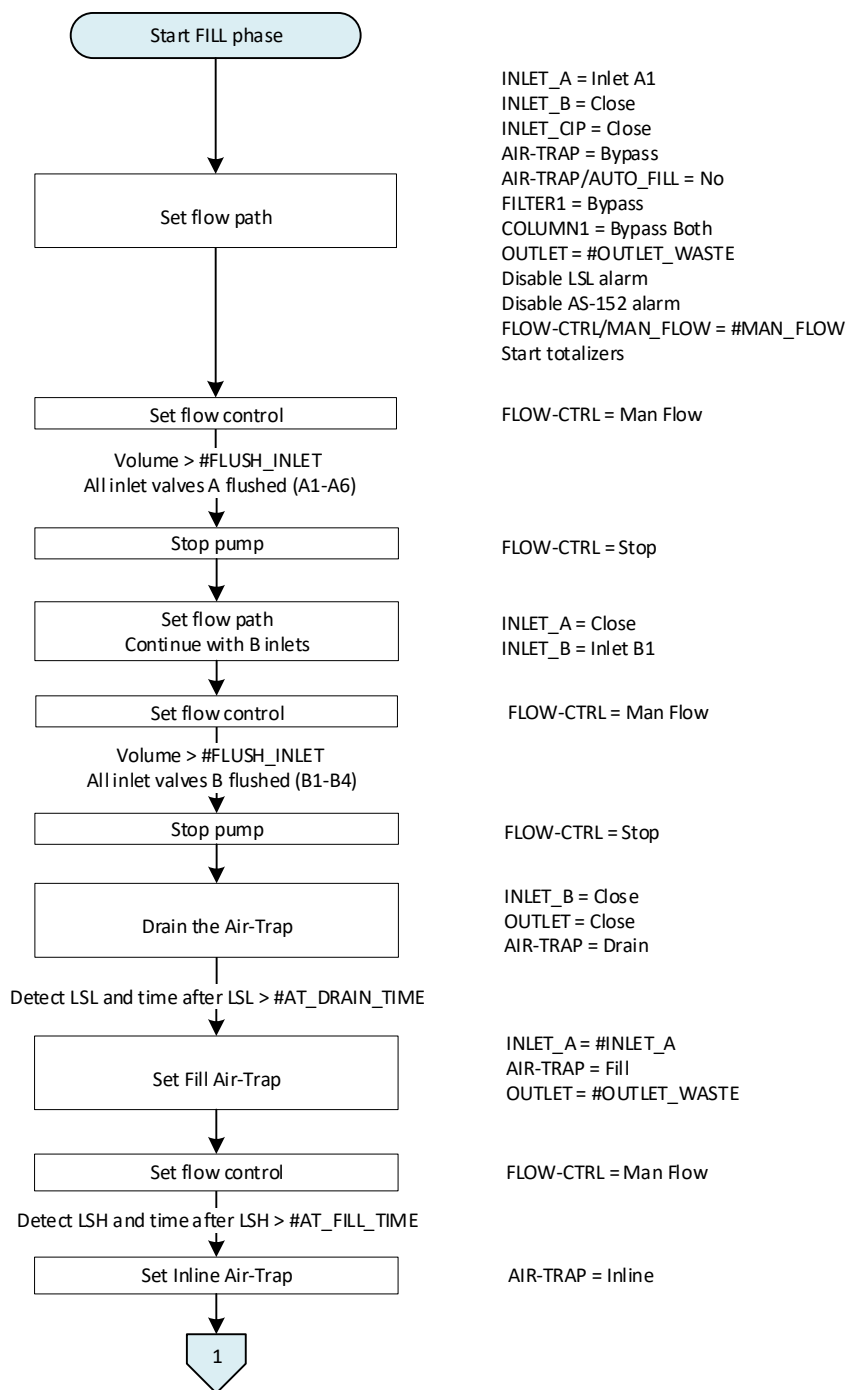 Start FILL phase
INLET_A = Inlet A1
INLET_B = Close
INLET_CIP = Close
AIR-TRAP = Bypass
AIR-TRAP/AUTO_FILL = No
FILTER1 = Bypass
COLUMN1 = Bypass Both
OUTLET = #OUTLET_WASTE
Disable LSL alarm
Disable AS-152 alarm
FLOW-CTRL/MAN_FLOW = #MAN_FLOW
Start totalizers
Set flow path
Set flow control
FLOW-CTRL = Man Flow
Volume > #FLUSH_INLET
All inlet valves A flushed (A1-A6)
Stop pump
FLOW-CTRL = Stop
Set flow path
Continue with B inlets
INLET_A = Close
INLET_B = Inlet B1
Set flow control
FLOW-CTRL = Man Flow
Volume > #FLUSH_INLET
All inlet valves B flushed (B1-B4)
Stop pump
FLOW-CTRL = Stop
Drain the Air-Trap
INLET_B = Close
OUTLET = Close
AIR-TRAP = Drain
Detect LSL and time after LSL > #AT_DRAIN_TIME
Set Fill Air-Trap
INLET_A = #INLET_A
AIR-TRAP = Fill
OUTLET = #OUTLET_WASTE
Set flow control
FLOW-CTRL = Man Flow
Detect LSH and time after LSH > #AT_FILL_TIME
Set Inline Air-Trap
AIR-TRAP = Inline
1